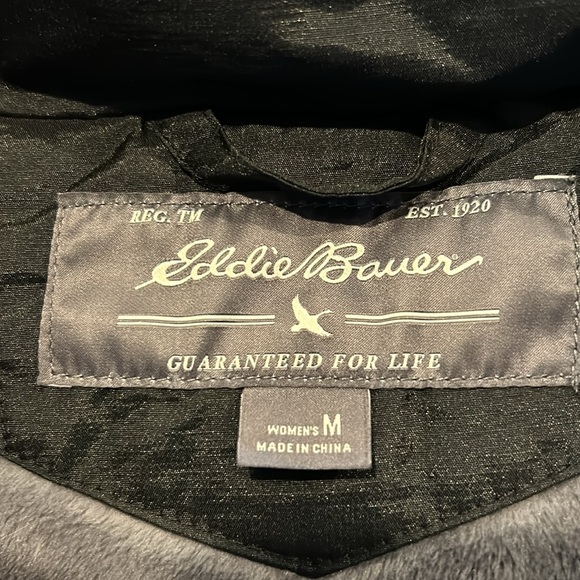 REG. TM EST. 1920
Eddie Bauer
GUARANTEED FOR LIFE
WOMEN'S M
MADE IN CHINA